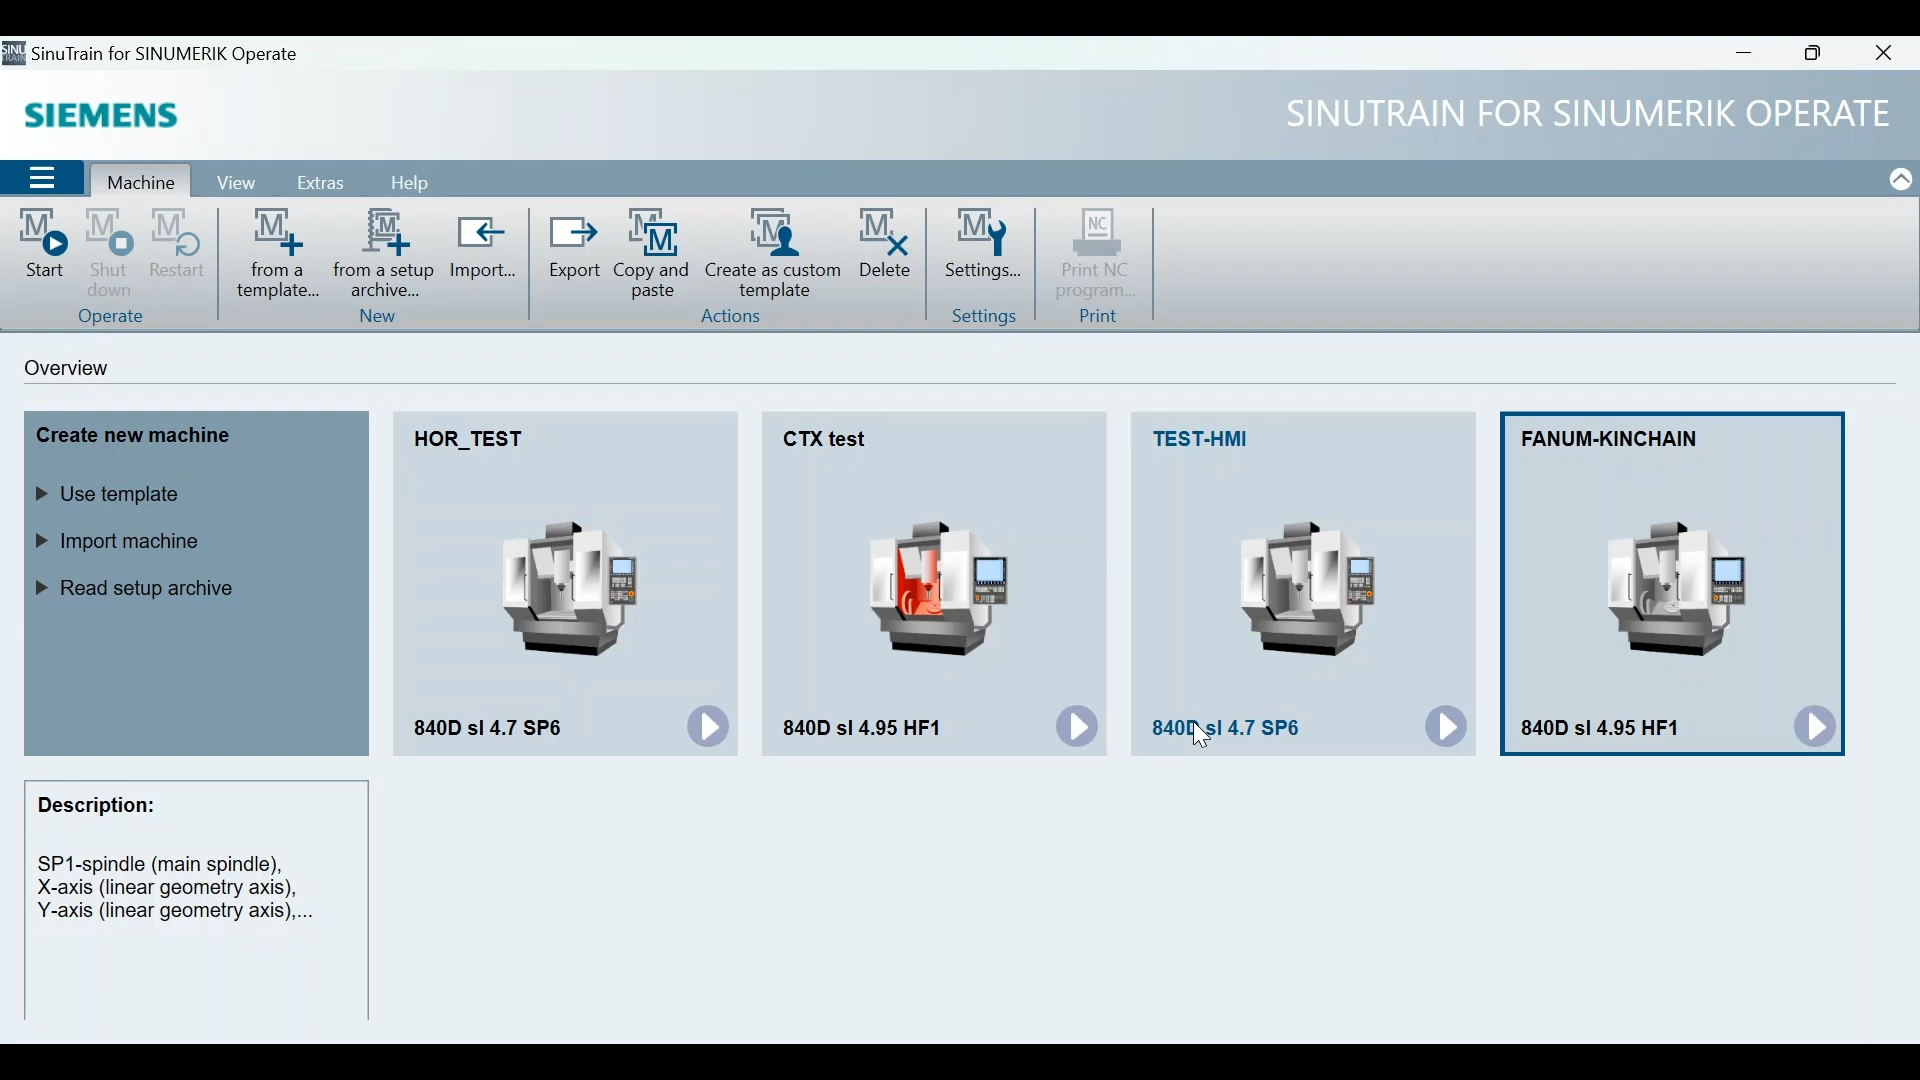 SINU
TRAIN
SinuTrain for SINUMERIK Operate
SIEMENS
SINUTRAIN FOR SINUMERIK OPERATE
Machine
View
Extras
Help
Start
Shut
down
Restart
Operate
from a
template...
from a setup
archive...
Import...
New
Export
Copy and
paste
Create as custom
template
Delete
Actions
Settings...
Settings
NC
Print NC
program...
Print
Overview
Create new machine
Use template
Import machine
Read setup archive
HOR_TEST
840D sl 4.7 SP6
CTX test
840D sl 4.95 HF1
TEST-HMI
840D sl 4.7 SP6
FANUM-KINCHAIN
840D sl 4.95 HF1
Description:
SP1-spindle (main spindle),
X-axis (linear geometry axis),
Y-axis (linear geometry axis),...